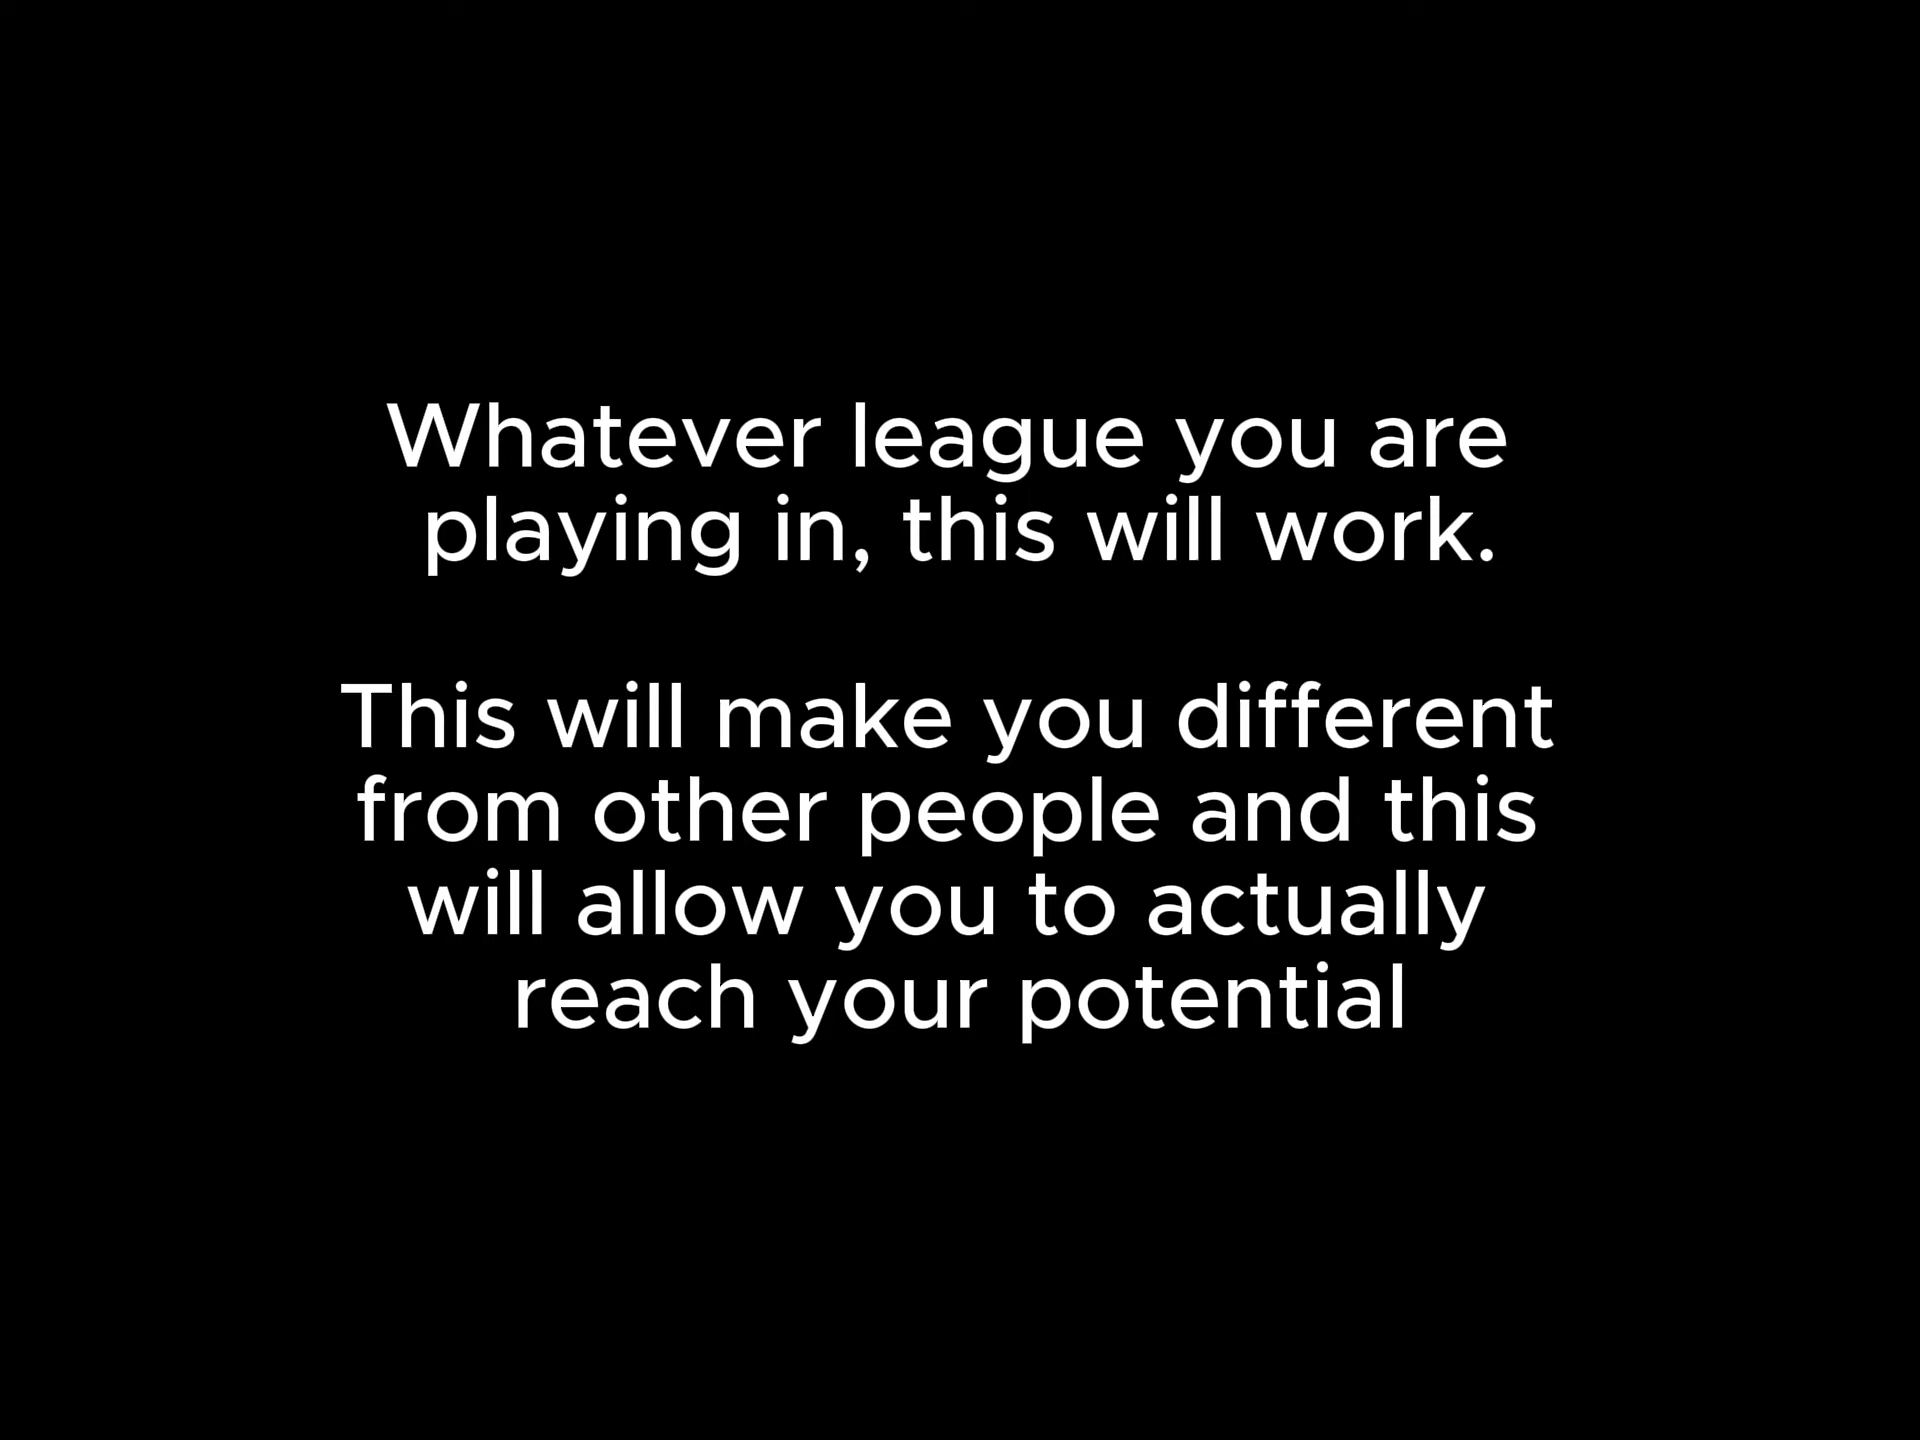 Whatever league you are
playing in, this will work.
This will make you different
from other people and this
will allow you to actually
reach your potential